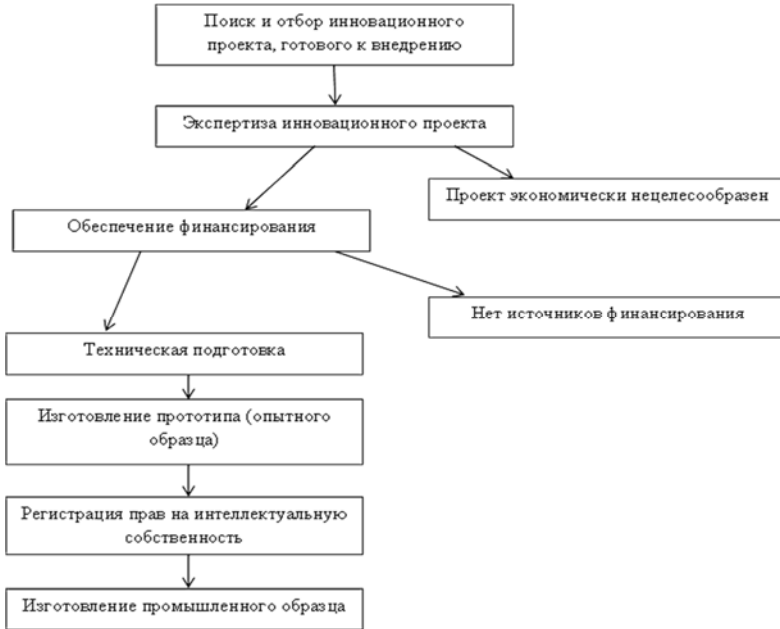 Поиск и отбор инновационного
проекта, готового к внедрению
Экспертиза инновационного проекта
Проект экономически нецелесообразен
Обеспечение финансирования
Нет источников финансирования
Техническая подготовка
Изготовление прототипа (опытного
образца)
Регистрация прав на интеллектуальную
собственность
Изготовление промышленного образца